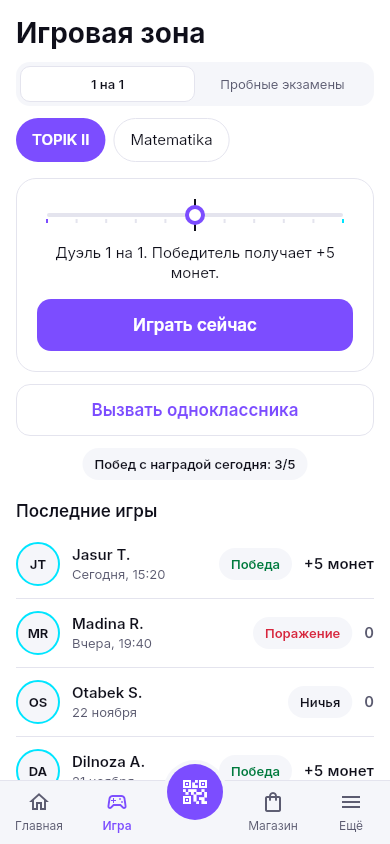 Игровая зона
1 на 1
Пробные экзамены
TOPIK II
Matematika
Дуэль 1 на 1. Победитель получает +5
монет.
Играть сейчас
Вызвать одноклассника
Побед с наградой сегодня: 3/5
Последние игры
JT
Jasur T.
Сегодня, 15:20
Победа
+5 монет
MR
Madina R.
Вчера, 19:40
Поражение
0
OS
Otabek S.
22 ноября
Ничья
0
DA
Dilnoza A.
21 ноября
Победа
+5 монет
Главная
Игра
Магазин
Ещё